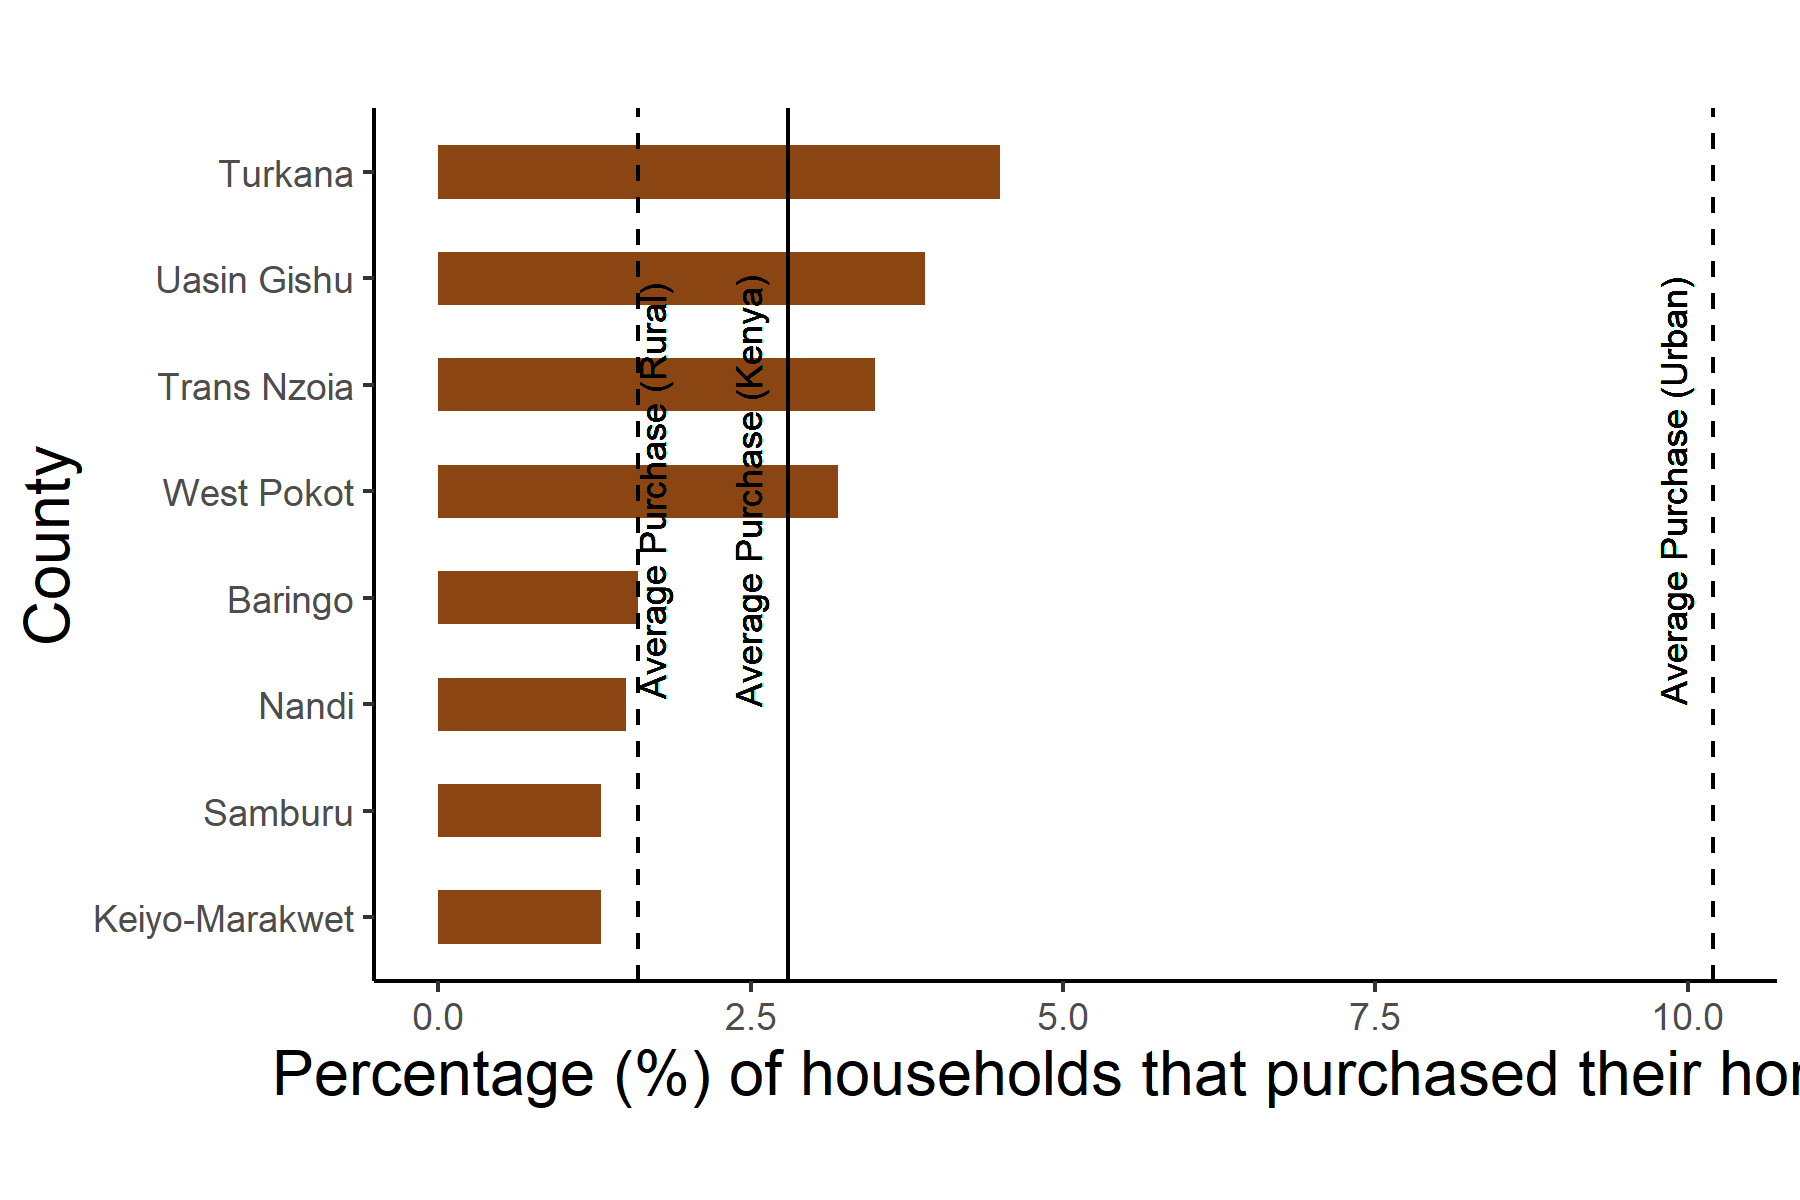 Turkana
Uasin Gishu
Trans Nzoia
West Pokot
Baringo
Nandi
Samburu
Keiyo-Marakwet
County
Average Purchase (Rural)
Average Purchase (Kenya)
Average Purchase (Urban)
0.0 2.5 5.0 7.5 10.0
Percentage (%) of households that purchased their